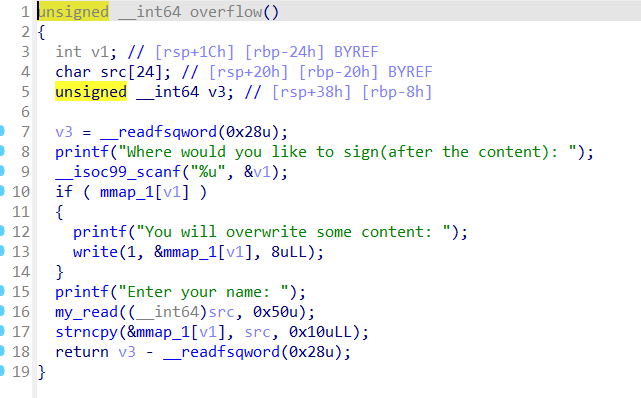 1 unsigned __int64 overflow()
2 {
3 int v1; // [rsp+1Ch] [rbp-24h] BYREF
4 char src[24]; // [rsp+20h] [rbp-20h] BYREF
5 unsigned __int64 v3; // [rsp+38h] [rbp-8h]
6
7 v3 = __readfsqword(0x28u);
8 printf("Where would you like to sign(after the content): ");
9 __isoc99_scanf("%u", &v1);
10 if ( mmap_1[v1] )
11 {
12 printf("You will overwrite some content: ");
13 write(1, &mmap_1[v1], 8uLL);
14 }
15 printf("Enter your name: ");
16 my_read((__int64)src, 0x50u);
17 strncpy(&mmap_1[v1], src, 0x10uLL);
18 return v3 - __readfsqword(0x28u);
19 }